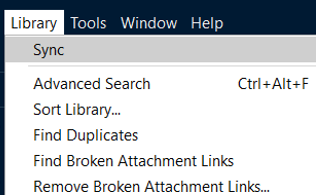 Library Tools Window Help
Sync
Advanced Search Ctrl+Alt+F
Sort Library...
Find Duplicates
Find Broken Attachment Links
Remove Broken Attachment Links...